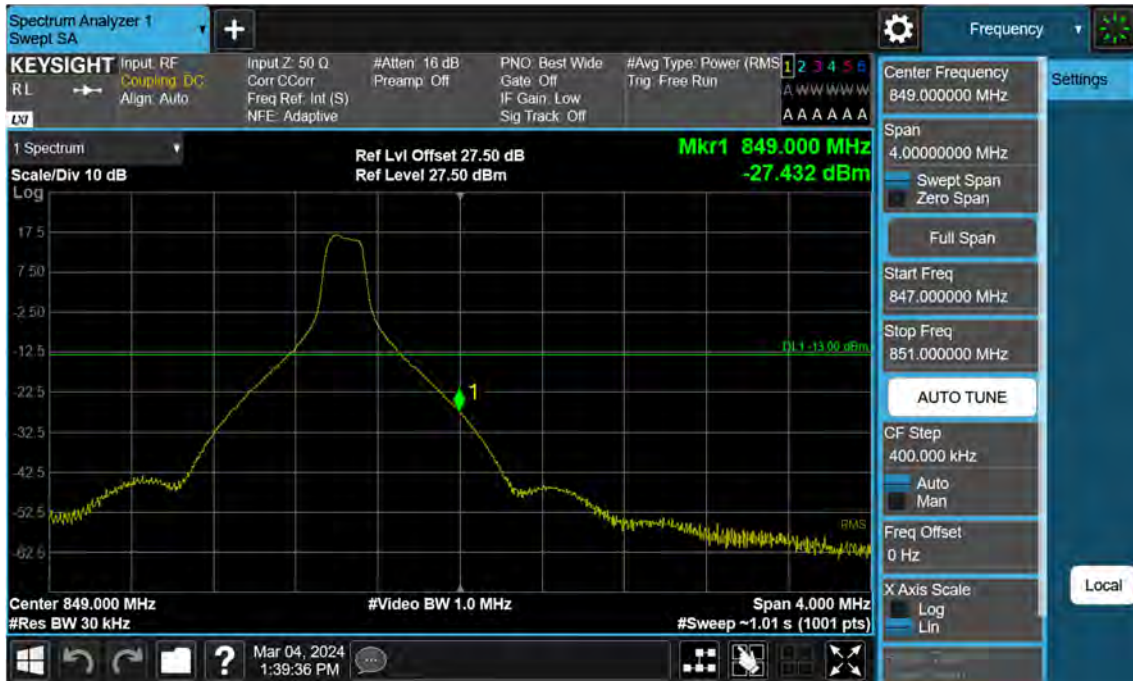 Spectrum Analyzer 1
Swept SA
Frequency
KEYSIGHT
RL
LXI
Input: RF
Coupling: DC
Align: Auto
Input Z: 50 Ω
Corr CCorr
Freq Ref: Int (S)
NFE: Adaptive
#Atten: 16 dB
Preamp: Off
PNO: Best Wide
Gate: Off
IF Gain: Low
Sig Track: Off
#Avg Type: Power (RMS
Trig: Free Run
1 2 3 4 5 6
A W W W W W
A A A A A A
1 Spectrum
Scale/Div 10 dB
Ref Lvl Offset 27.50 dB
Ref Level 27.50 dBm
Mkr1 849.000 MHz
-27.432 dBm
Log
17.5
7.50
-2.50
-12.5
-22.5
-32.5
-42.5
-52.5
-62.5
DL1 -13.00 dBm
1
RMS
Center 849.000 MHz
#Res BW 30 kHz
#Video BW 1.0 MHz
Span 4.000 MHz
#Sweep ~1.01 s (1001 pts)
Center Frequency
849.000000 MHz
Settings
Span
4.00000000 MHz
Swept Span
Zero Span
Full Span
Start Freq
847.000000 MHz
Stop Freq
851.000000 MHz
AUTO TUNE
CF Step
400.000 kHz
Auto
Man
Freq Offset
0 Hz
X Axis Scale
Log
Lin
Local
?
Mar 04, 2024
1:39:36 PM